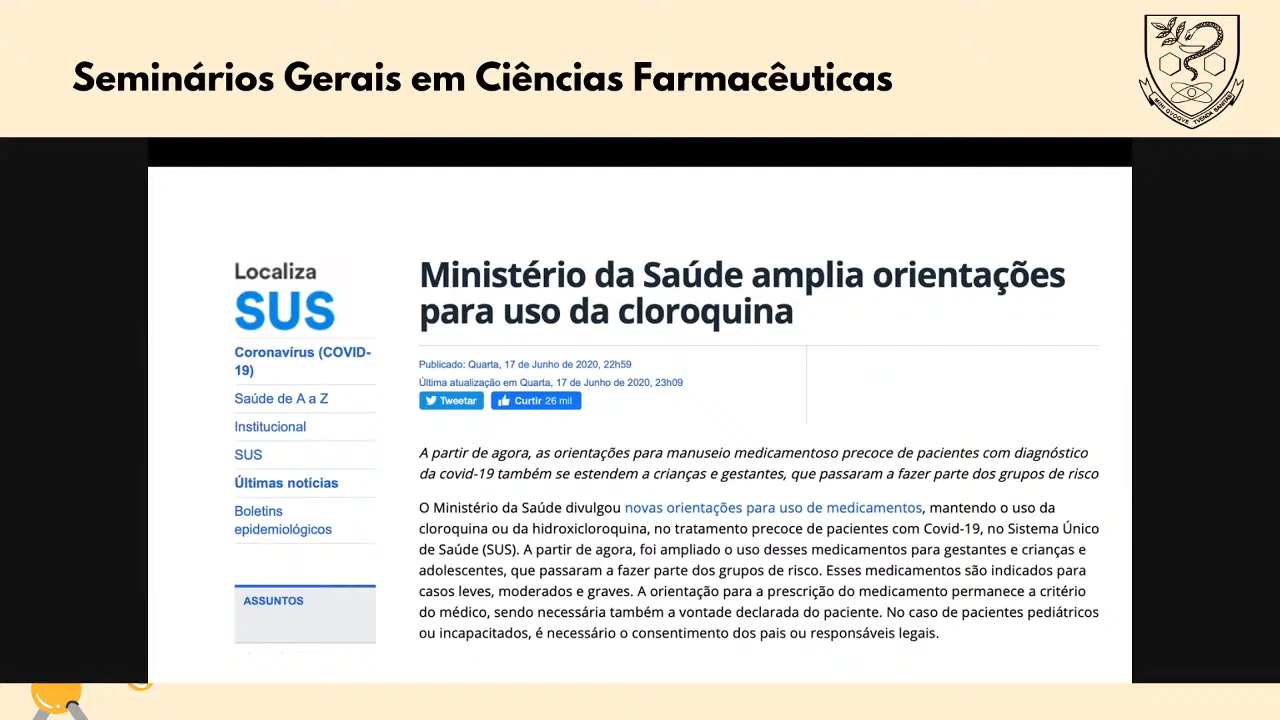 Seminários Gerais em Ciências Farmacêuticas
Localiza
SUS
Coronavírus (COVID-
19)
Saúde de A a Z
Institucional
SUS
Últimas notícias
Boletins
epidemiológicos
ASSUNTOS
Ministério da Saúde amplia orientações
para uso da cloroquina
Publicado: Quarta, 17 de Junho de 2020, 22h59
Última atualização em Quarta, 17 de Junho de 2020, 23h09
Tweetar Curtir 26 mil
A partir de agora, as orientações para manuseio medicamentoso precoce de pacientes com diagnóstico
da covid-19 também se estendem a crianças e gestantes, que passaram a fazer parte dos grupos de risco
O Ministério da Saúde divulgou novas orientações para uso de medicamentos, mantendo o uso da
cloroquina ou da hidroxicloroquina, no tratamento precoce de pacientes com Covid-19, no Sistema Único
de Saúde (SUS). A partir de agora, foi ampliado o uso desses medicamentos para gestantes e crianças e
adolescentes, que passaram a fazer parte dos grupos de risco. Esses medicamentos são indicados para
casos leves, moderados e graves. A orientação para a prescrição do medicamento permanece a critério
do médico, sendo necessária também a vontade declarada do paciente. No caso de pacientes pediátricos
ou incapacitados, é necessário o consentimento dos pais ou responsáveis legais.